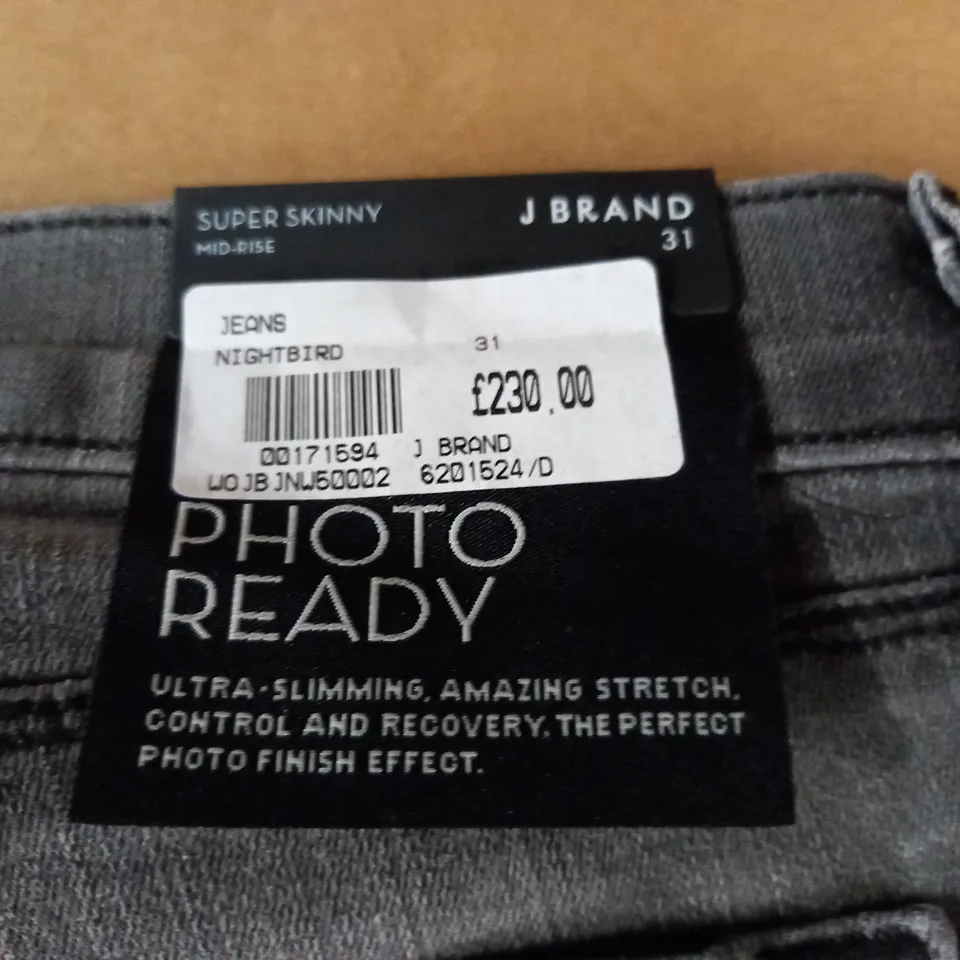 SUPER SKINNY
MID-RISE
J BRAND
31
JEANS
NIGHTBIRD 31
£230.00
00171594 J BRAND
WOJBJNW50002 6201524/D
PHOTO
READY
ULTRA-SLIMMING, AMAZING STRETCH,
CONTROL AND RECOVERY, THE PERFECT
PHOTO FINISH EFFECT.